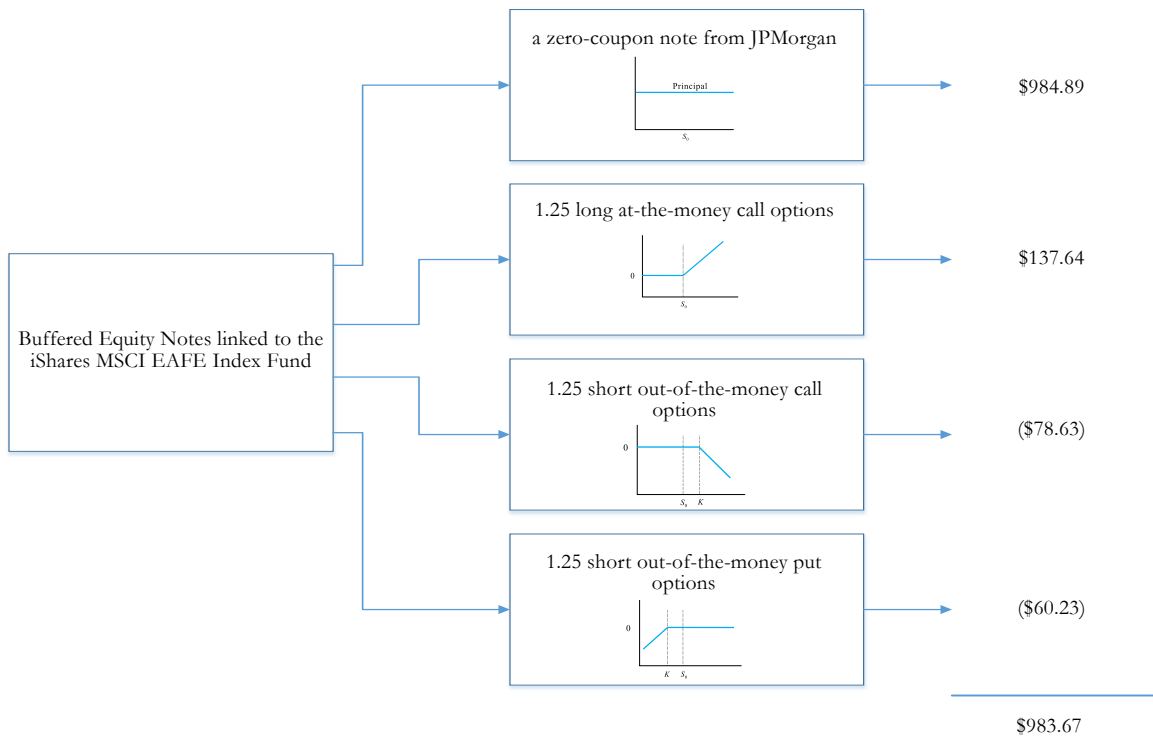 Buffered Equity Notes linked to the
iShares MSCI EAFE Index Fund
a zero-coupon note from JPMorgan
Principal
S₀
$984.89
1.25 long at-the-money call options
0
S₀
$137.64
1.25 short out-of-the-money call
options
0
S₀ K
($78.63)
1.25 short out-of-the-money put
options
0
K S₀
($60.23)
$983.67